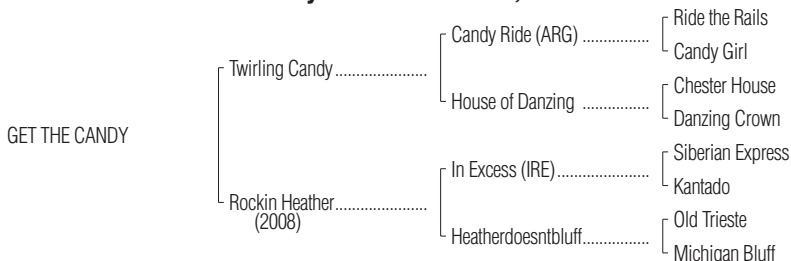 Ride the Rails
Candy Ride (ARG) ................
Candy Girl
Twirling Candy......................
Chester House
House of Danzing ................
Danzing Crown
GET THE CANDY
Siberian Express
In Excess (IRE)......................
Kantado
Rockin Heather......................
(2008)
Old Trieste
Heatherdoesntbluff................
Michigan Bluff